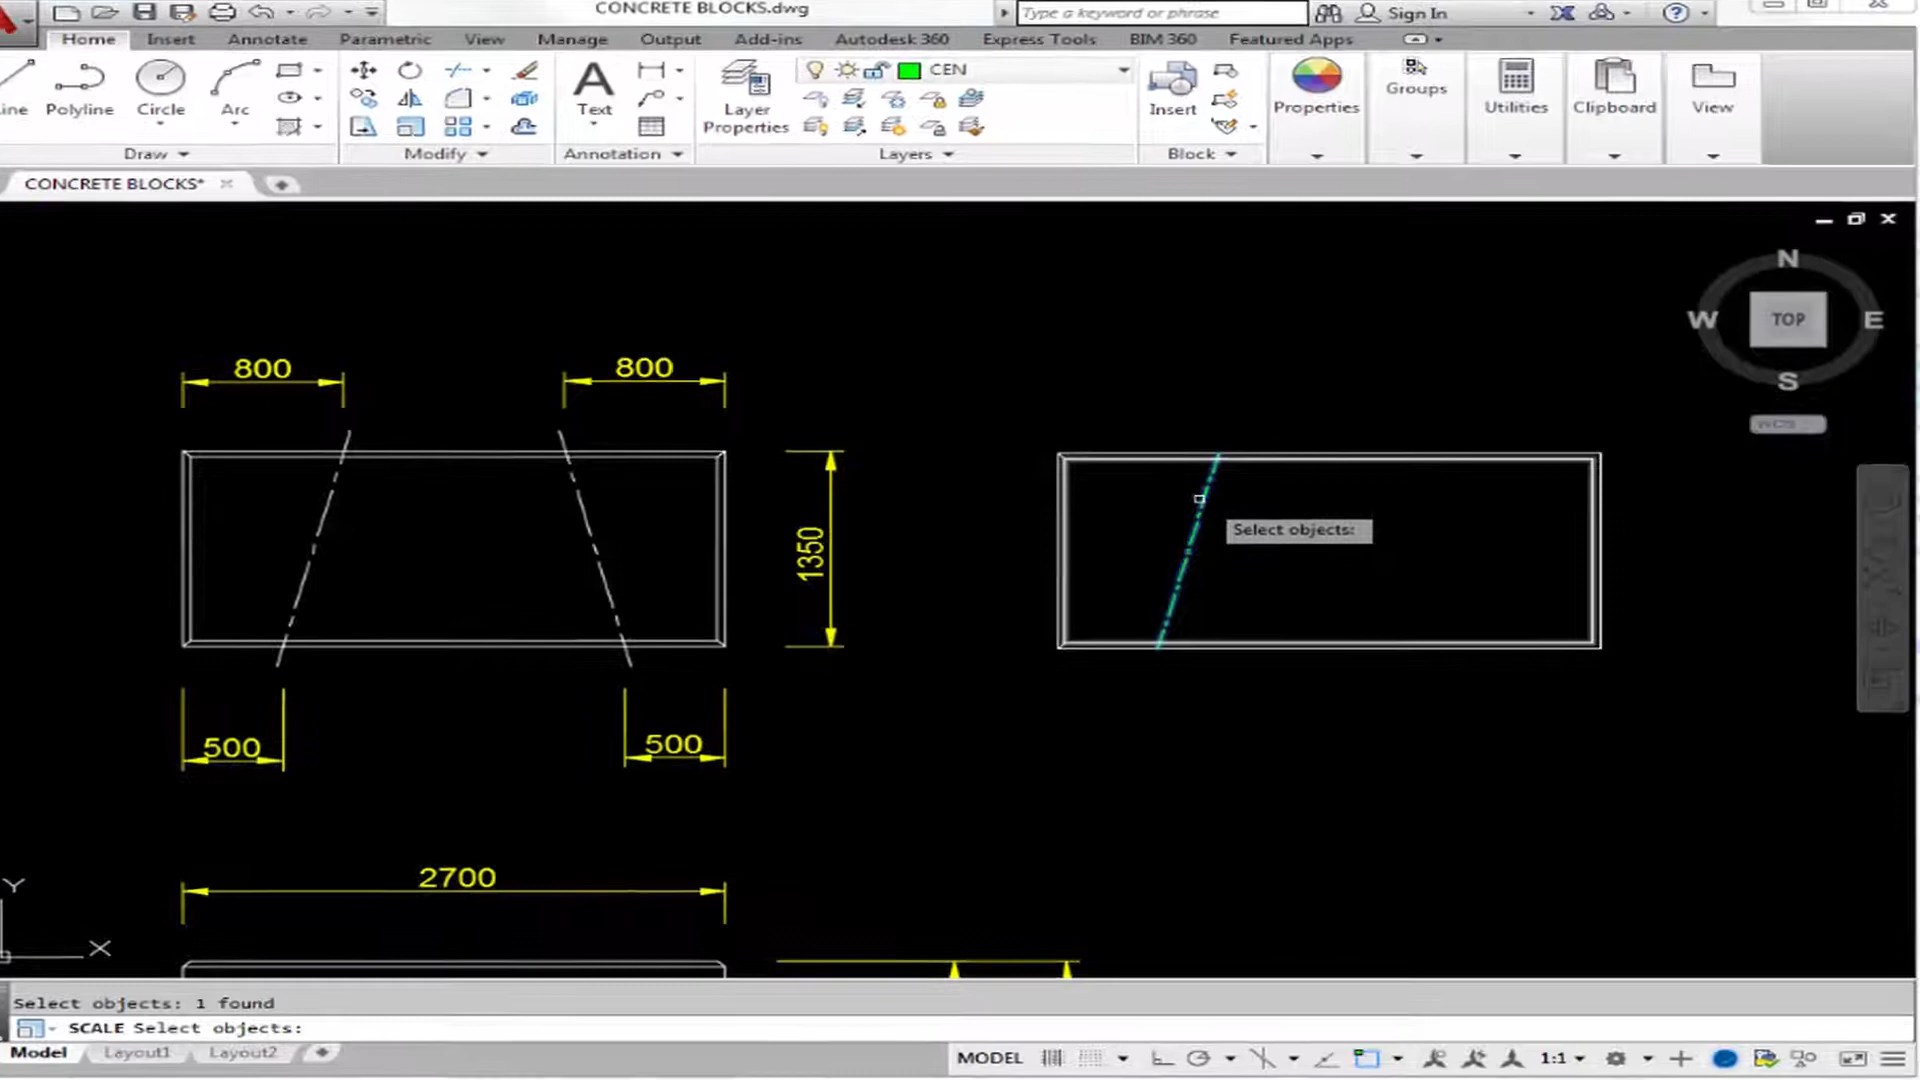 CONCRETE BLOCKS.dwg
Type a keyword or phrase
Sign In
Home Insert Annotate Parametric View Manage Output Add-ins Autodesk 360 Express Tools BIM 360 Featured Apps
CEN
Polyline Circle Arc Text Layer Properties Insert Properties Groups Utilities Clipboard View
Draw Modify Annotation Layers Block
CONCRETE BLOCKS*
N
W TOP E
S
WCS
800 800
1350
Select objects:
500 500
2700
Y
X
Select objects: 1 found
SCALE Select objects:
Model Layout1 Layout2
MODEL 1:1